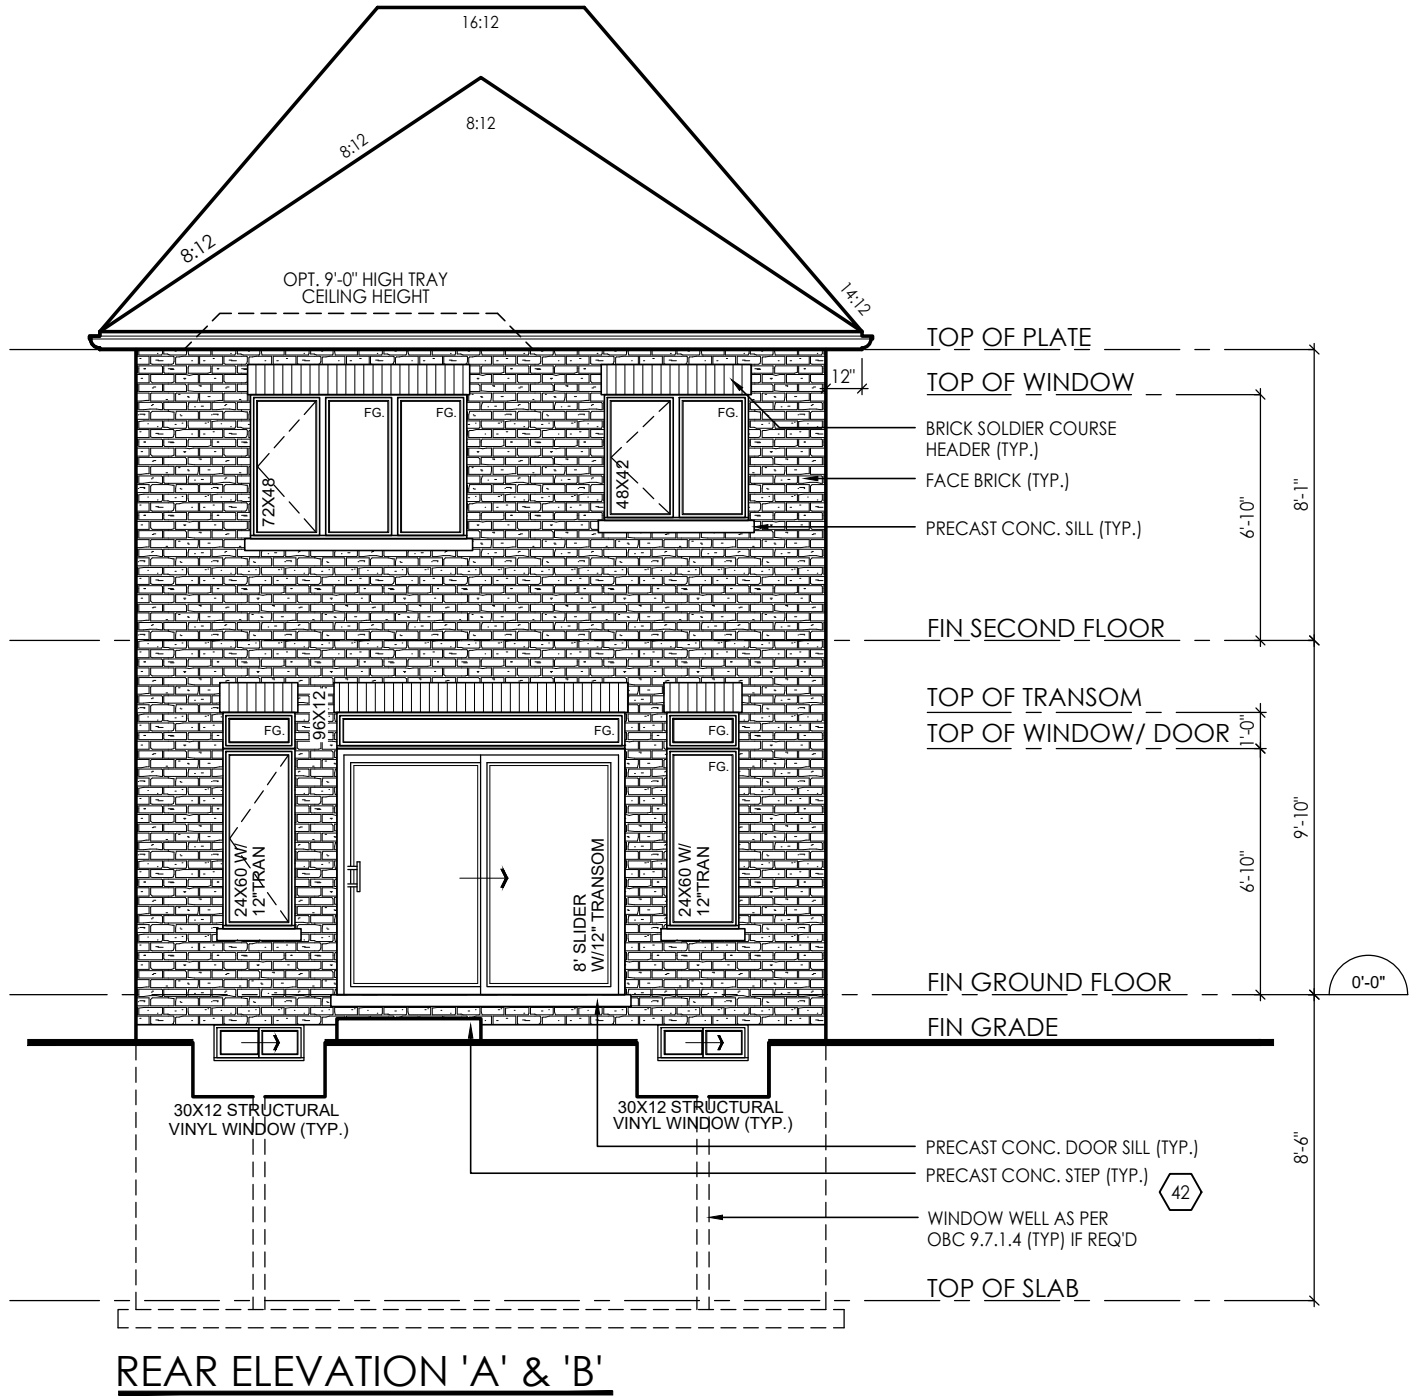 16:12
8:12
8:12
8:12
14:12
OPT. 9'-0" HIGH TRAY
CEILING HEIGHT
TOP OF PLATE
12"
TOP OF WINDOW
FG.
FG.
FG.
72X48
48X42
BRICK SOLDIER COURSE
HEADER (TYP.)
FACE BRICK (TYP.)
PRECAST CONC. SILL (TYP.)
6'-10"
8'-1"
FIN SECOND FLOOR
TOP OF TRANSOM
TOP OF WINDOW/ DOOR
1'-0"
96X12
FG.
FG.
FG.
FG.
24X60 W/
12"TRAN
8' SLIDER
W/12" TRANSOM
24X60 W/
12"TRAN
6'-10"
9'-10"
FIN GROUND FLOOR
0'-0"
FIN GRADE
30X12 STRUCTURAL
VINYL WINDOW (TYP.)
30X12 STRUCTURAL
VINYL WINDOW (TYP.)
PRECAST CONC. DOOR SILL (TYP.)
PRECAST CONC. STEP (TYP.)
42
WINDOW WELL AS PER
OBC 9.7.1.4 (TYP) IF REQ'D
8'-6"
TOP OF SLAB
REAR ELEVATION 'A' & 'B'